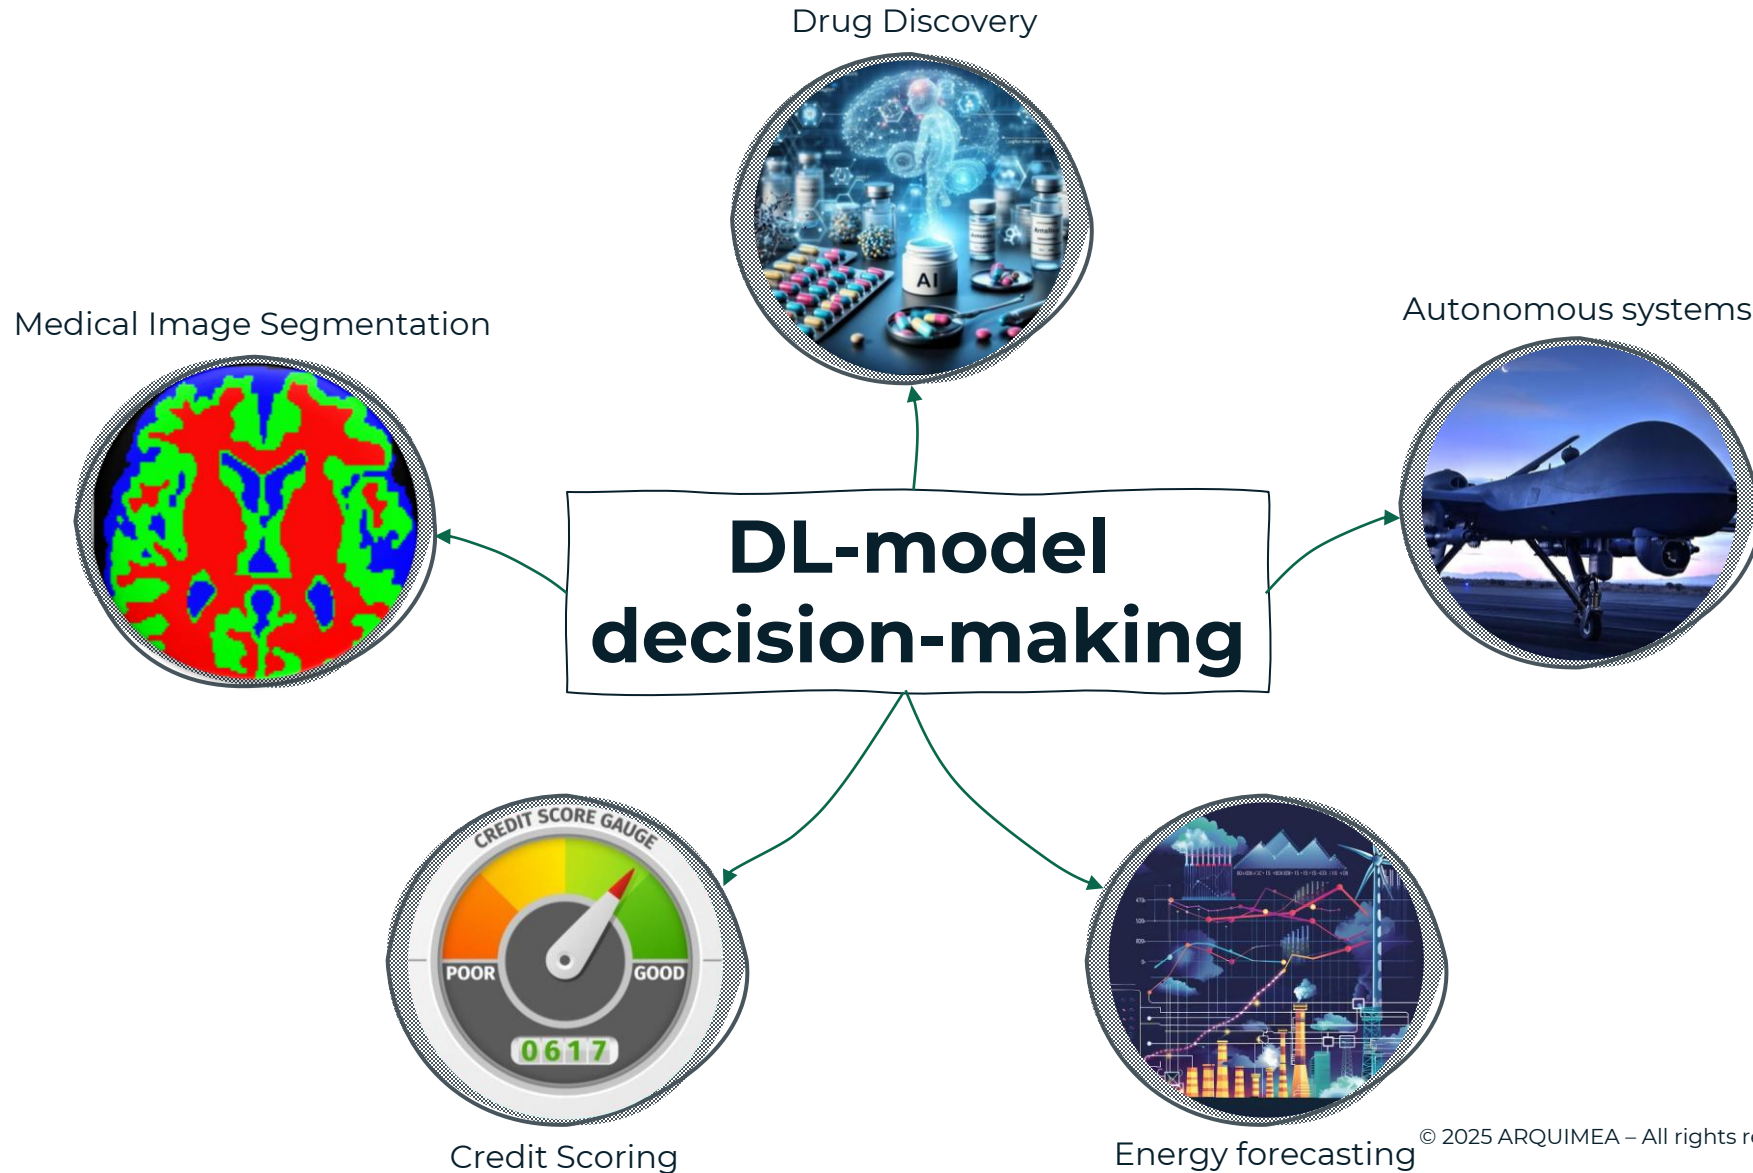 Drug Discovery
AI
Medical Image Segmentation
Autonomous systems
DL-model
decision-making
CREDIT SCORE GAUGE
POOR
GOOD
0617
Credit Scoring
Energy forecasting
© 2025 ARQUIMEA – All rights